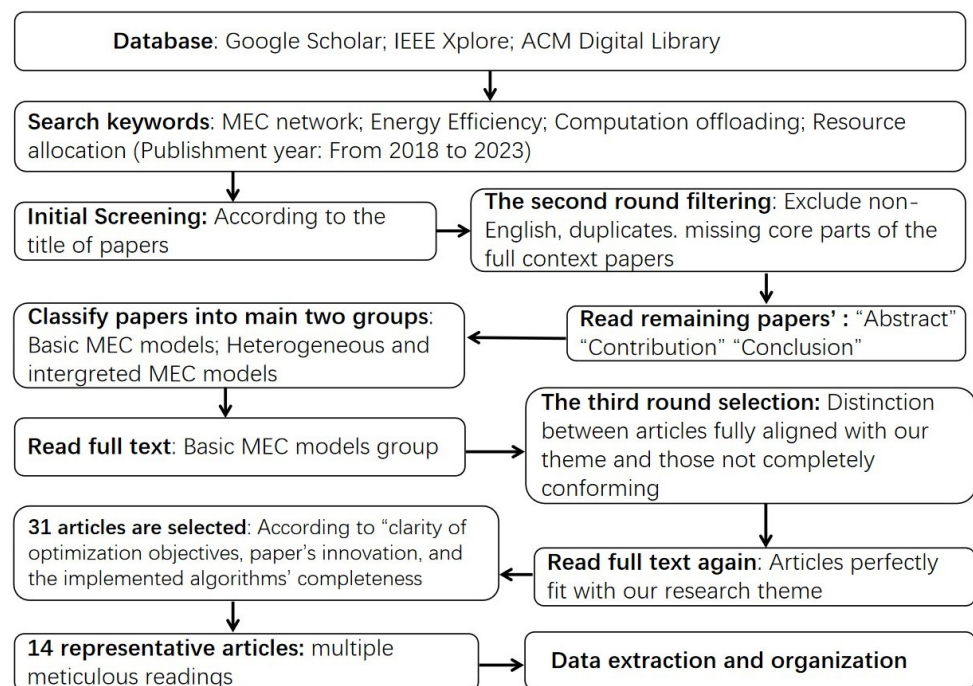 Database: Google Scholar; IEEE Xplore; ACM Digital Library
Search keywords: MEC network; Energy Efficiency; Computation offloading; Resource
allocation (Publishment year: From 2018 to 2023)
Initial Screening: According to the
title of papers
The second round filtering: Exclude non-
English, duplicates. missing core parts of the
full context papers
Read remaining papers' : “Abstract”
“Contribution” “Conclusion”
Classify papers into main two groups:
Basic MEC models; Heterogeneous and
intergreted MEC models
Read full text: Basic MEC models group
The third round selection: Distinction
between articles fully aligned with our
theme and those not completely
conforming
Read full text again: Articles perfectly
fit with our research theme
31 articles are selected: According to “clarity of
optimization objectives, paper's innovation, and
the implemented algorithms' completeness
14 representative articles: multiple
meticulous readings
Data extraction and organization